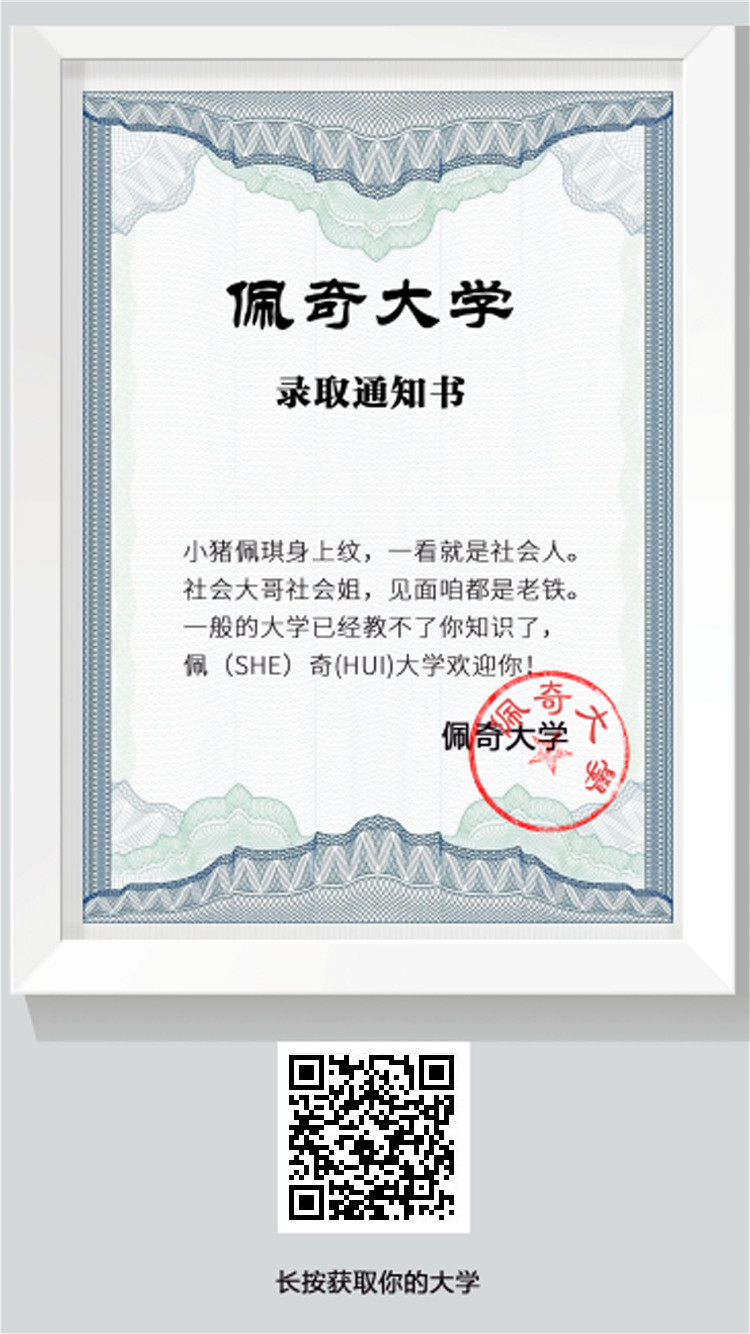 佩奇大学
录取通知书
小猪佩琪身上纹，一看就是社会人。
社会大哥社会姐，见面咱都是老铁。
一般的大学已经教不了你知识了，
佩（SHE）奇(HUI)大学欢迎你！
佩奇大学
佩奇大學
长按获取你的大学